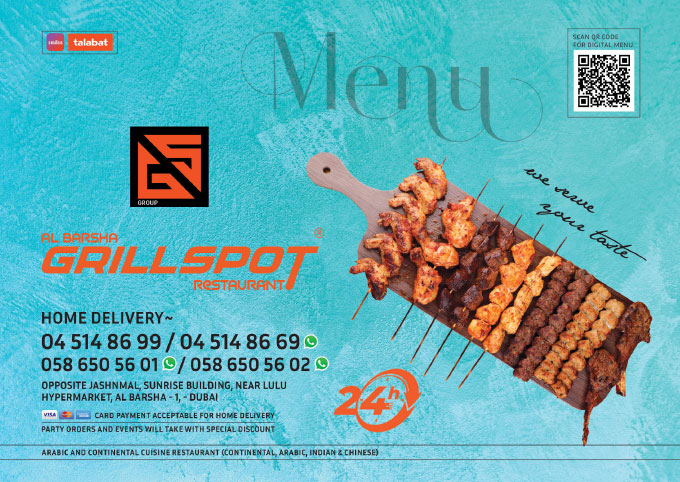 smiles
talabat
SCAN QR CODE
FOR DIGITAL MENU
Menu
GS
GROUP
we serve
your taste
AL BARSHA
GRILLSPOT
RESTAURANT
HOME DELIVERY~
04 514 86 99 / 04 514 86 69
058 650 56 01 / 058 650 56 02
OPPOSITE JASHNMAL, SUNRISE BUILDING, NEAR LULU
HYPERMARKET, AL BARSHA - 1, - DUBAI
VISA CARD PAYMENT ACCEPTABLE FOR HOME DELIVERY
PARTY ORDERS AND EVENTS WILL TAKE WITH SPECIAL DISCOUNT
24h
ARABIC AND CONTINENTAL CUISINE RESTAURANT (CONTINENTAL, ARABIC, INDIAN & CHINESE)